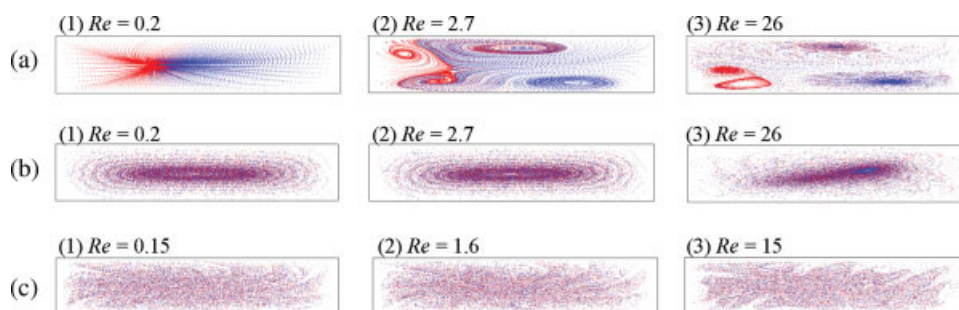 (1) Re = 0.2 (2) Re = 2.7 (3) Re = 26
(a)
(1) Re = 0.2 (2) Re = 2.7 (3) Re = 26
(b)
(1) Re = 0.15 (2) Re = 1.6 (3) Re = 15
(c)